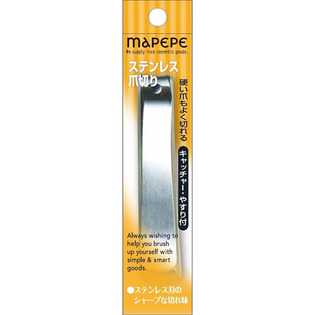 mapepe
We supply nice cosmetic goods.
ステンレス
爪切り
硬い爪もよく切れる
キャッチャー・やすり付
Always wishing to
help you brush
up yourself with
simple & smart
goods.
●ステンレス刃の
シャープな切れ味